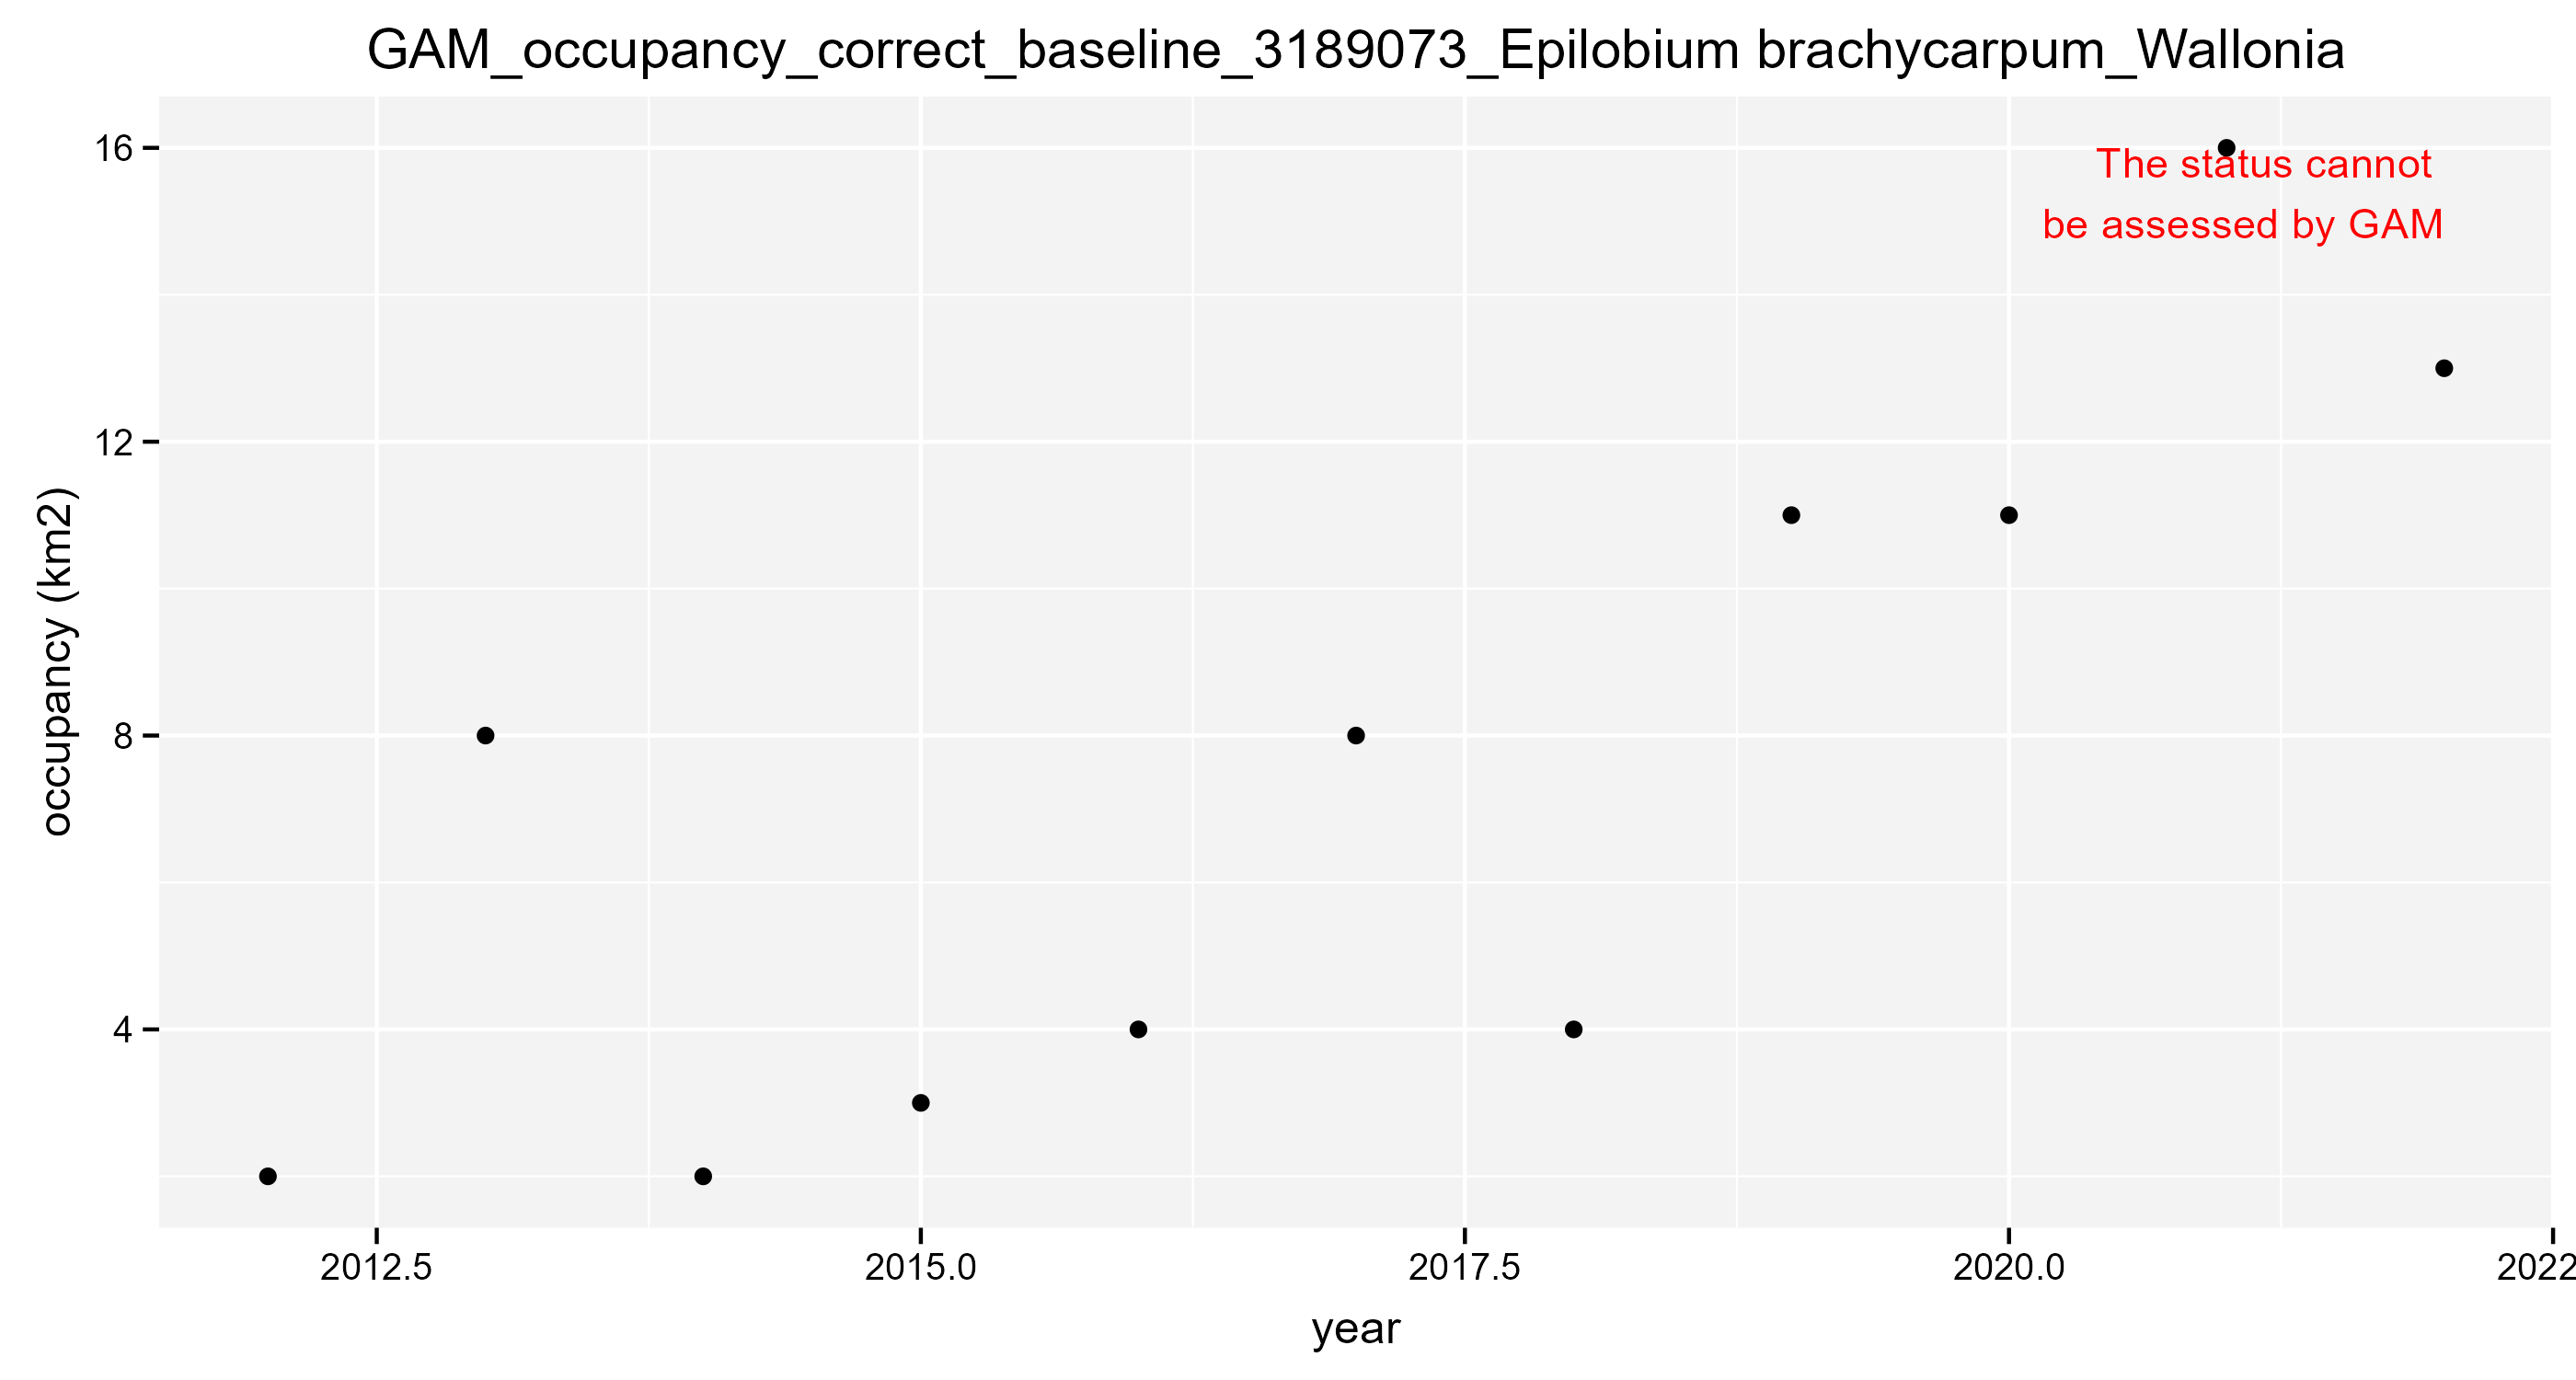 GAM_occupancy_correct_baseline_3189073_Epilobium brachycarpum_Wallonia
16
The status cannot
be assessed by GAM
12
occupancy (km2)
8
4
2012.5 2015.0 2017.5 2020.0 2022
year